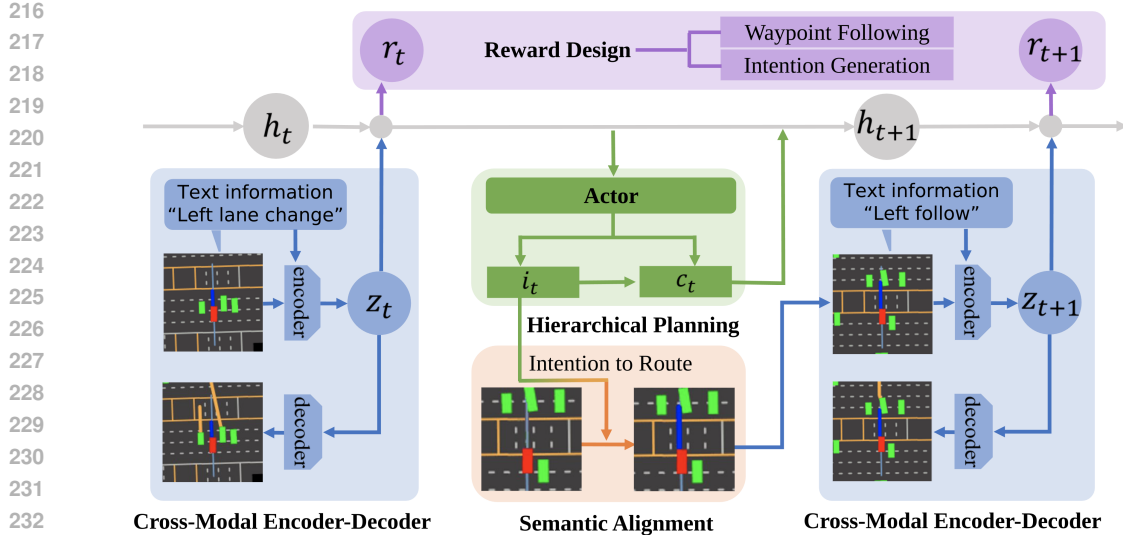 216
217
218
219
220
221
222
223
224
225
226
227
228
229
230
231
232
r_t
Reward Design
Waypoint Following
Intention Generation
r_{t+1}
h_t
h_{t+1}
Text information
“Left lane change”
encoder
z_t
decoder
Cross-Modal Encoder-Decoder
Actor
i_t
c_t
Hierarchical Planning
Intention to Route
Semantic Alignment
Text information
“Left follow”
encoder
z_{t+1}
decoder
Cross-Modal Encoder-Decoder